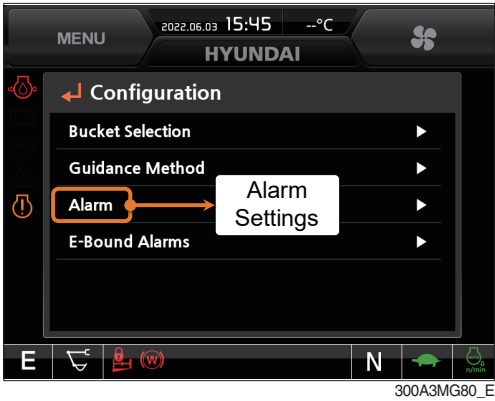 MENU
2022.06.03 15:45 --°C
HYUNDAI
Configuration
Bucket Selection
Guidance Method
Alarm
Alarm
Settings
E-Bound Alarms
E
C
(W)
N
AUTO
n/min
300A3MG80_E